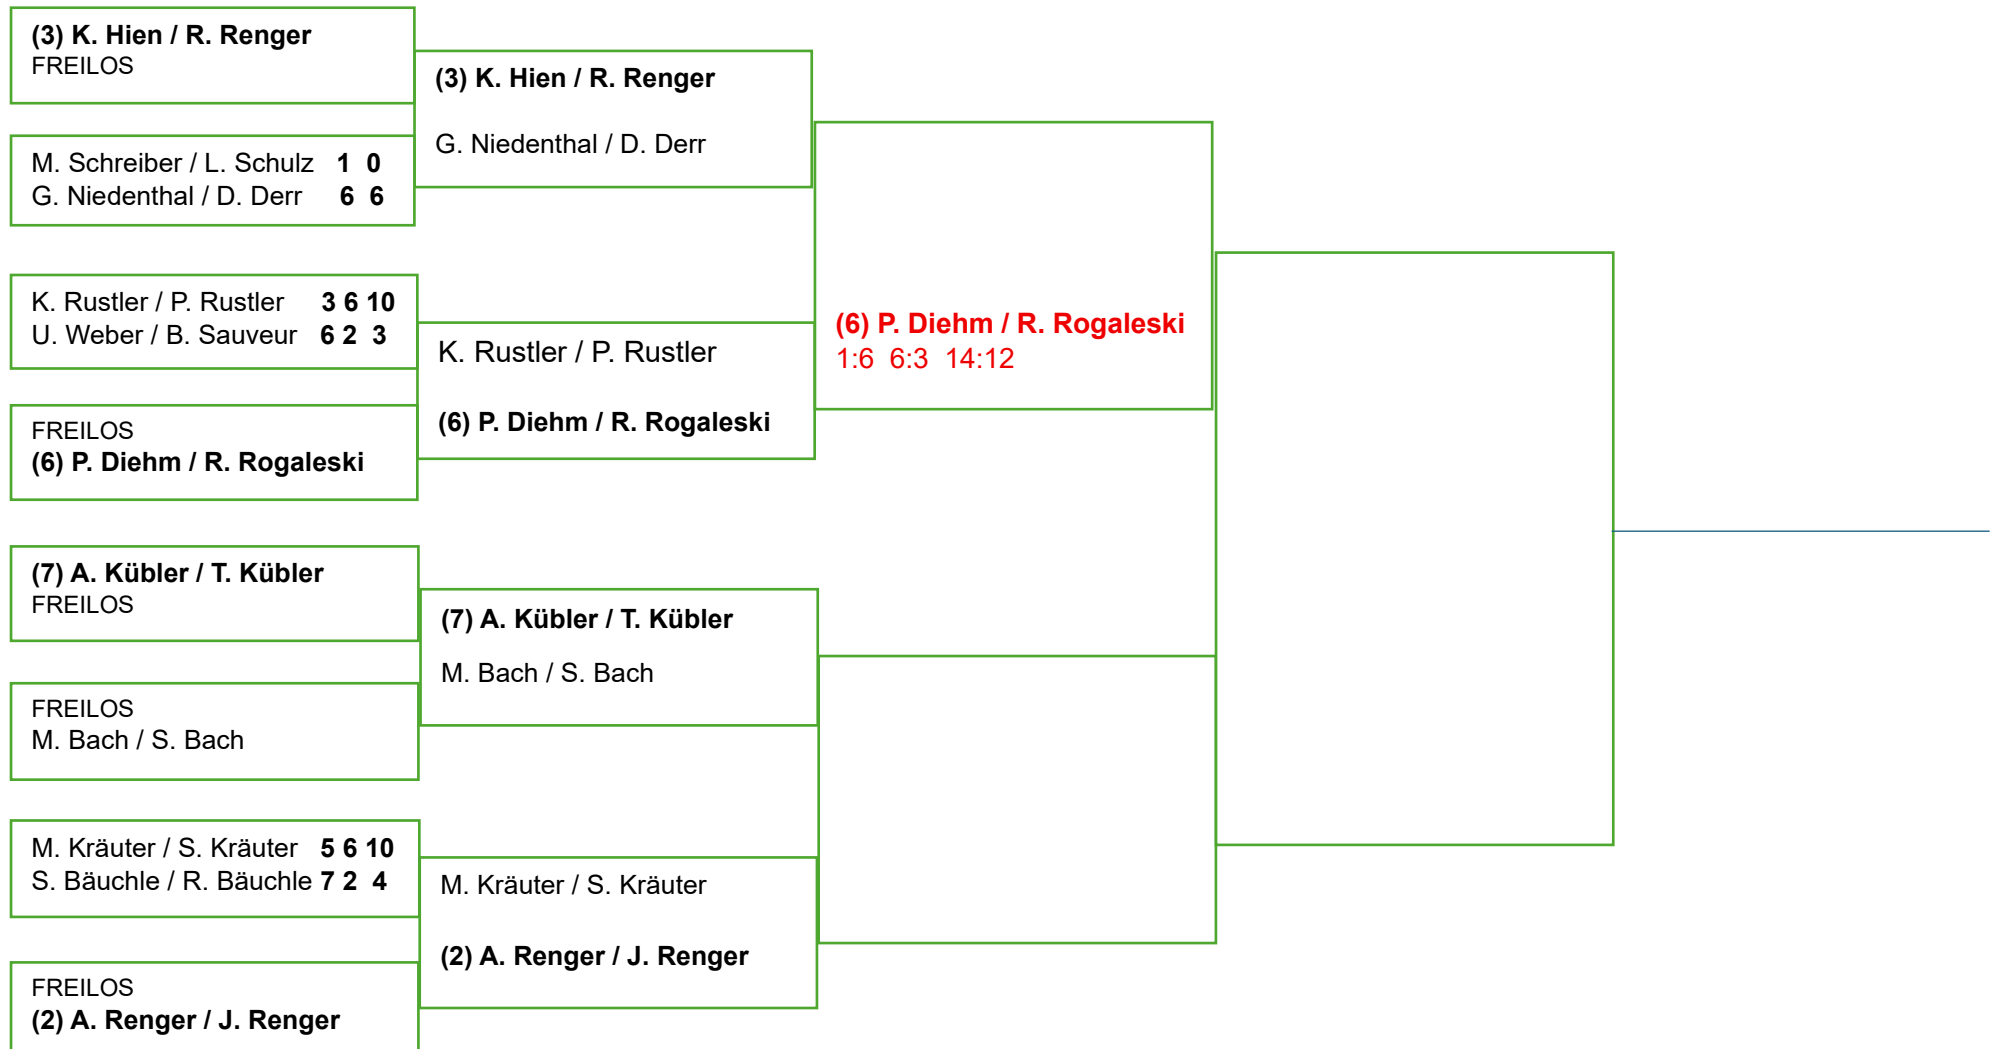 (3) K. Hien / R. Renger
FREILOS
M. Schreiber / L. Schulz 1 0
G. Niedenthal / D. Derr 6 6
K. Rustler / P. Rustler 3 6 10
U. Weber / B. Sauveur 6 2 3
FREILOS
(6) P. Diehm / R. Rogaleski
(7) A. Kübler / T. Kübler
FREILOS
FREILOS
M. Bach / S. Bach
M. Kräuter / S. Kräuter 5 6 10
S. Bäuchle / R. Bäuchle 7 2 4
FREILOS
(2) A. Renger / J. Renger
(3) K. Hien / R. Renger
G. Niedenthal / D. Derr
K. Rustler / P. Rustler
(6) P. Diehm / R. Rogaleski
(7) A. Kübler / T. Kübler
M. Bach / S. Bach
M. Kräuter / S. Kräuter
(2) A. Renger / J. Renger
(6) P. Diehm / R. Rogaleski
1:6 6:3 14:12